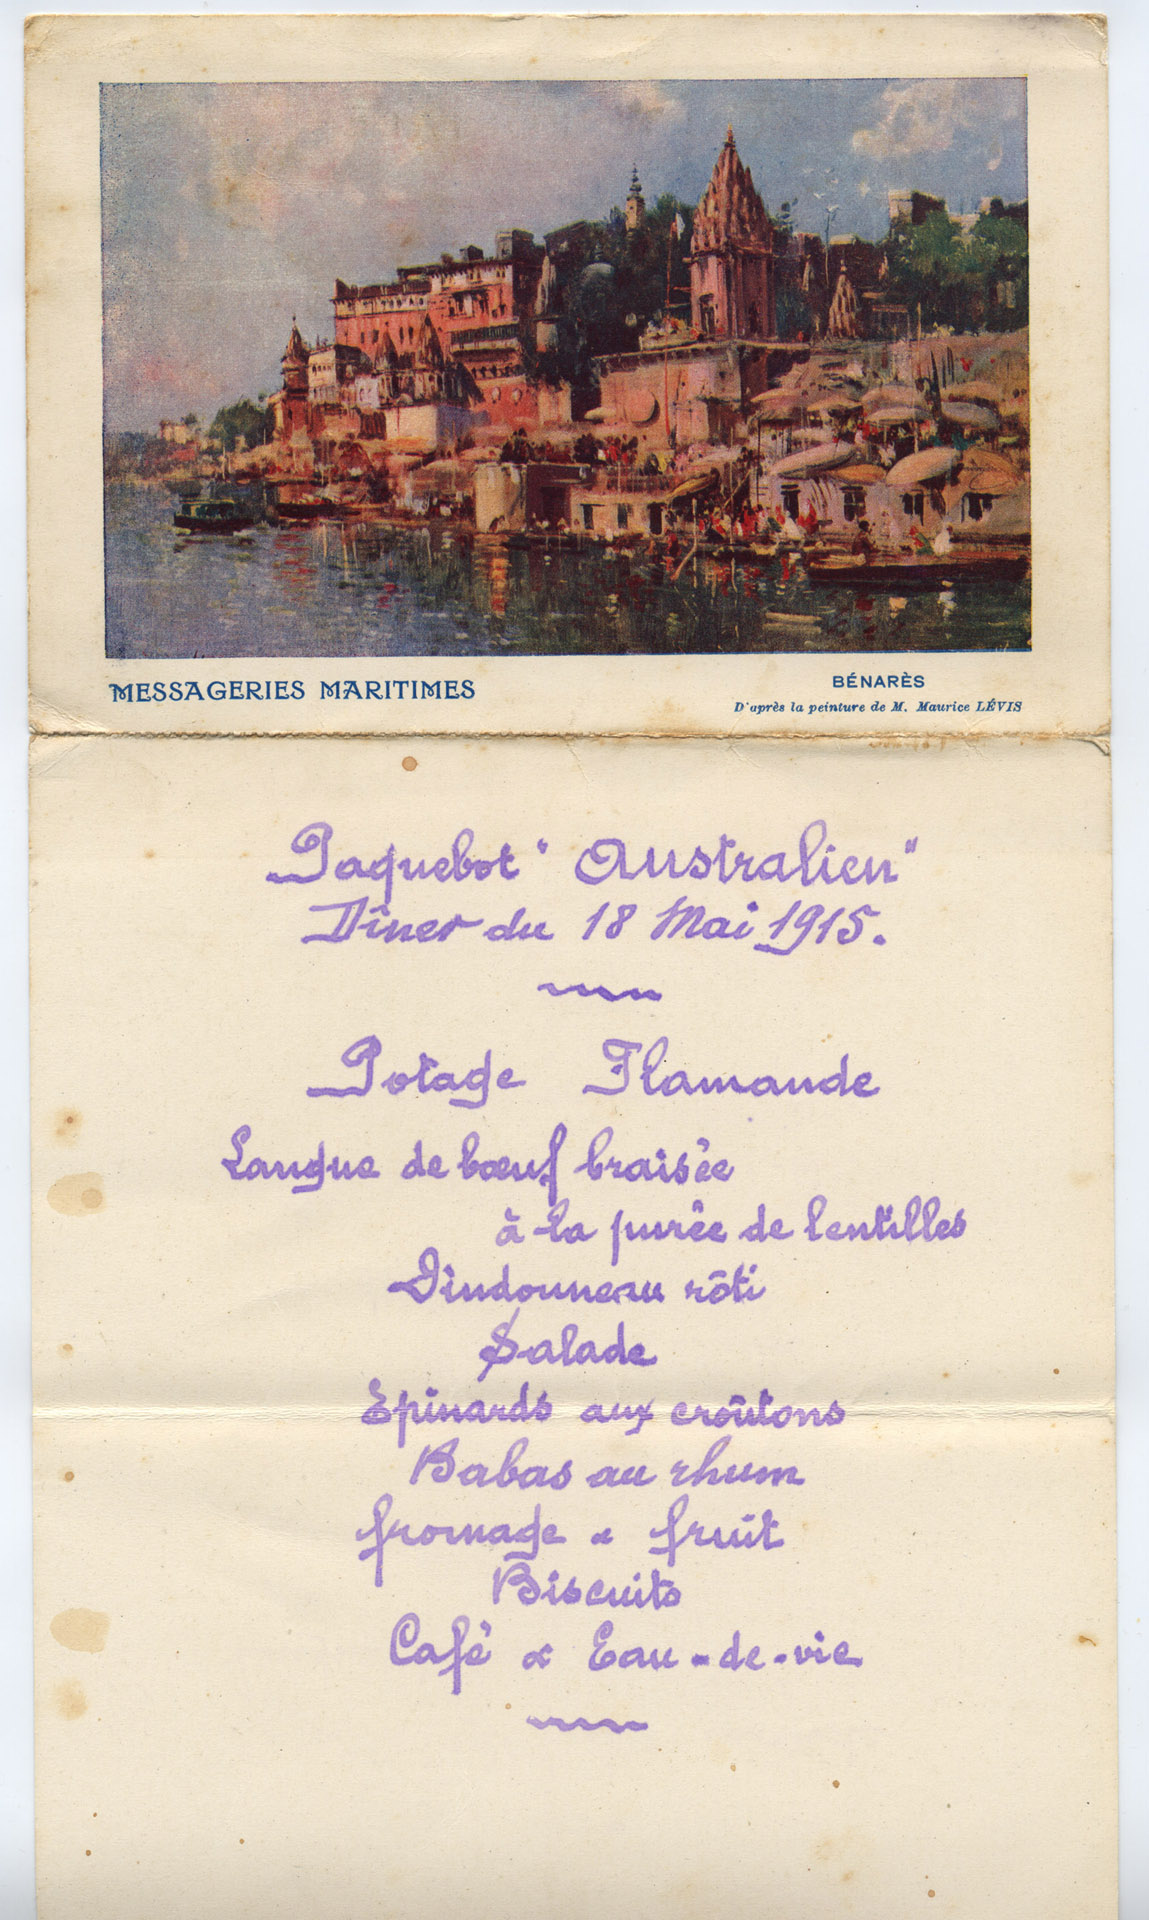 MESSAGERIES MARITIMES
BÉNARÈS
D'après la peinture de M. Maurice LÉVIS
Paquebot "Australien"
Dîner du 18 Mai 1915.
Potage Flamande
Langue de bœuf braisée
à la purée de lentilles
Dindonneau rôti
Salade
Epinards aux croûtons
Babas au rhum
fromage & fruit
Biscuits
Café & Eau-de-vie